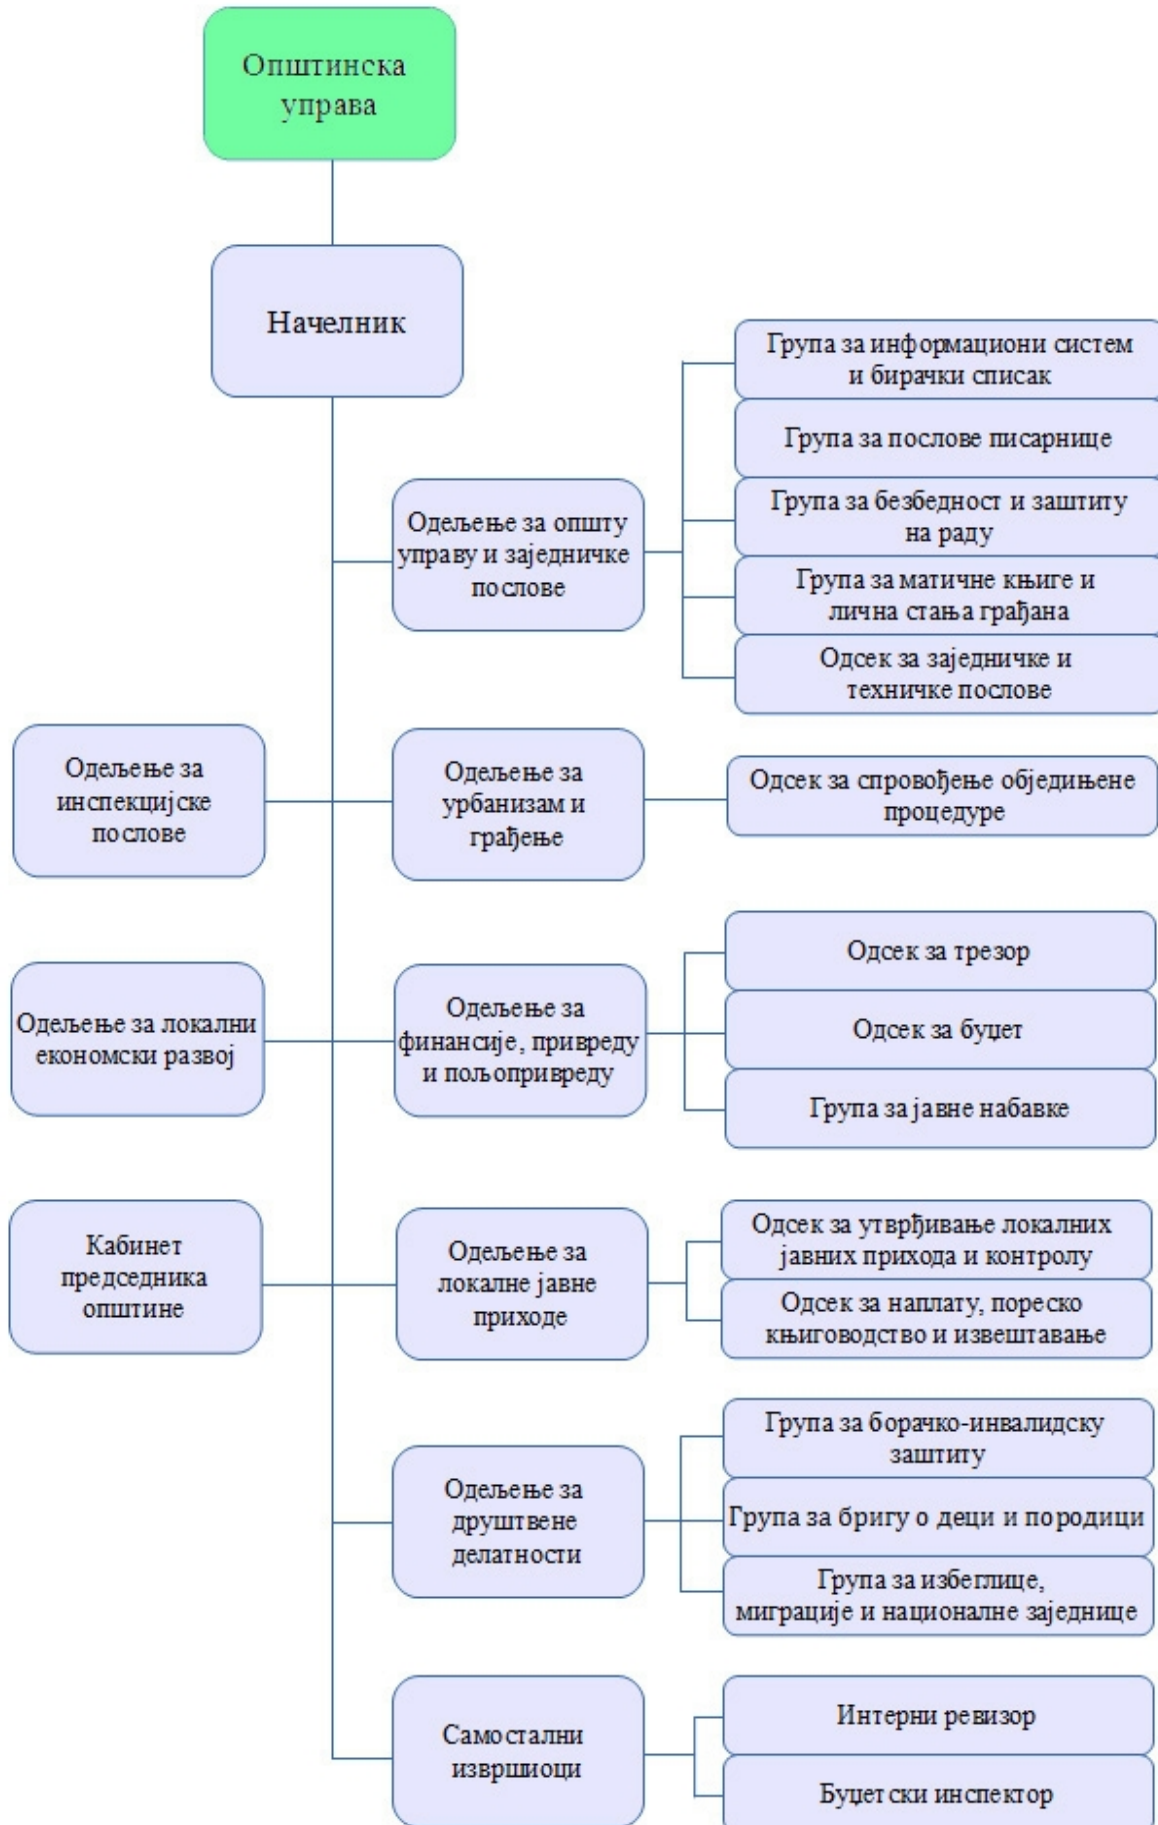 Општинска
управа
Начелник
Група за информациони систем
и бирачки списак
Група за послове писарнице
Група за безбедност и заштиту
на раду
Група за матичне књиге и
лична стања грађана
Одсек за заједничке и
техничке послове
Одељење за општу
управу и заједничке
послове
Одељење за
инспекцијске
послове
Одељење за
урбанизам и
грађење
Одсек за спровођење обједињене
процедуре
Одељење за локални
економски развој
Одељење за
финансије, привреду
и пољопривреду
Одсек за трезор
Одсек за буџет
Група за јавне набавке
Кабинет
председника
општине
Одељење за
локалне јавне
приходе
Одсек за утврђивање локалних
јавних прихода и контролу
Одсек за наплату, пореско
књиговодство и извештавање
Одељење за
друштвене
делатности
Група за борачко-инвалидску
заштиту
Група за бригу о деци и породици
Група за избеглице,
миграције и националне заједнице
Самостални
извршиоци
Интерни ревизор
Буџетски инспектор